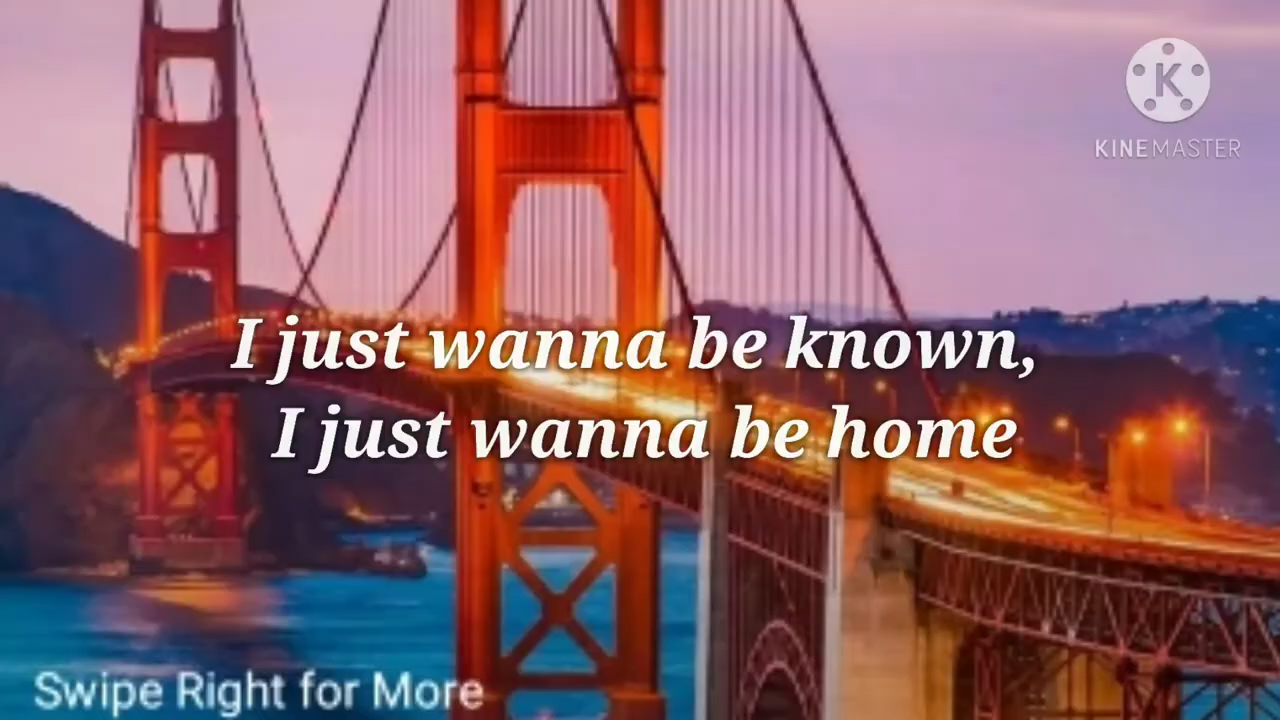 K
KINEMASTER
I just wanna be known,
I just wanna be home
Swipe Right for More